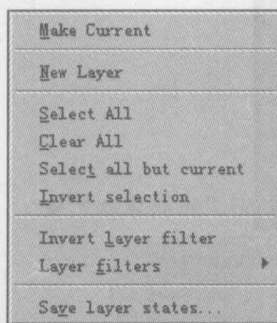 Make Current
New Layer
Select All
Clear All
Select all but current
Invert selection
Invert layer filter
Layer filters
Save layer states...